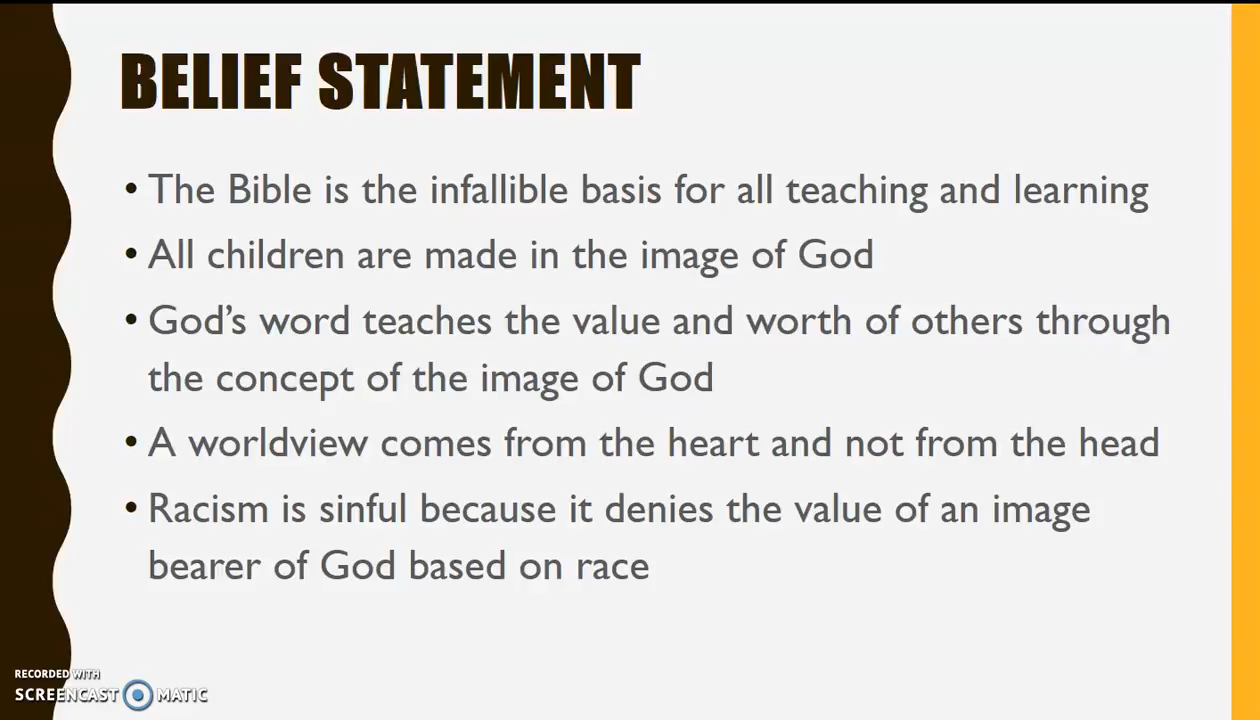 BELIEF STATEMENT
• The Bible is the infallible basis for all teaching and learning
• All children are made in the image of God
• God’s word teaches the value and worth of others through
the concept of the image of God
• A worldview comes from the heart and not from the head
• Racism is sinful because it denies the value of an image
bearer of God based on race
RECORDED WITH
SCREENCAST MATIC